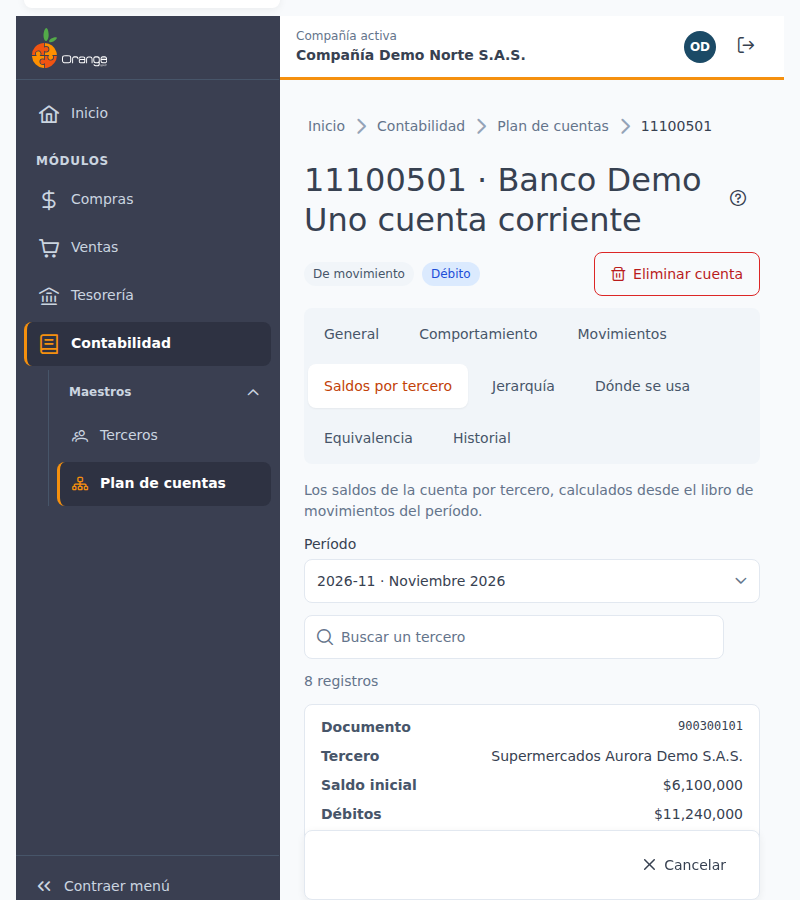 Orange
Compañía activa
Compañía Demo Norte S.A.S.
OD
Inicio
MÓDULOS
Compras
Ventas
Tesorería
Contabilidad
Maestros
Terceros
Plan de cuentas
Contraer menú
Inicio
Contabilidad
Plan de cuentas
11100501
11100501 · Banco Demo
Uno cuenta corriente
De movimiento
Débito
Eliminar cuenta
General
Comportamiento
Movimientos
Saldos por tercero
Jerarquía
Dónde se usa
Equivalencia
Historial
Los saldos de la cuenta por tercero, calculados desde el libro de
movimientos del período.
Período
2026-11 · Noviembre 2026
Buscar un tercero
8 registros
Documento 900300101
Tercero Supermercados Aurora Demo S.A.S.
Saldo inicial $6,100,000
Débitos $11,240,000
Cancelar